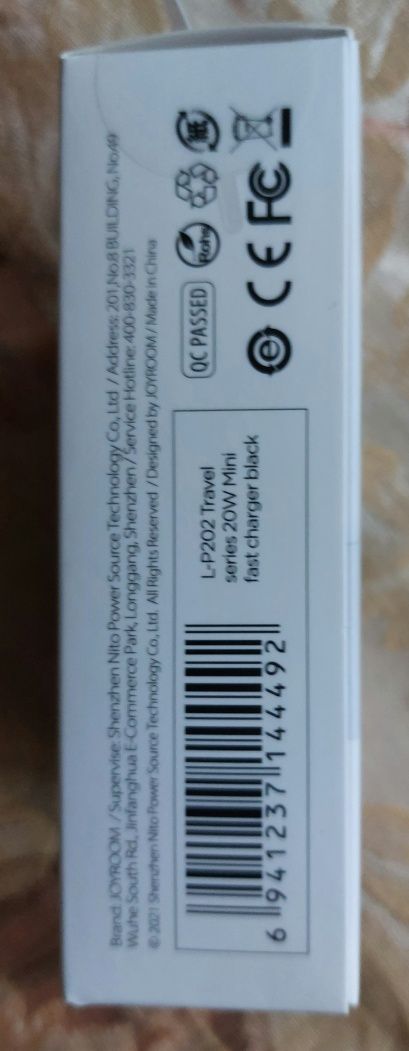 Brand: JOYROOM / Supervise: Shenzhen Nito Power Source Technology Co., Ltd / Address: 201,No.8 BUILDING, No.49
Wuhe South Rd., Jinfanghua E-Commerce Park, Longgang, Shenzhen / Service Hotline: 400-830-3321
© 2021 Shenzhen Nito Power Source Technology Co., Ltd. All Rights Reserved / Designed by JOYROOM / Made in China
L-P202 Travel
series 20W Mini
fast charger black
6 941237 144492
QC PASSED
RoHS
紙
e
CE FC